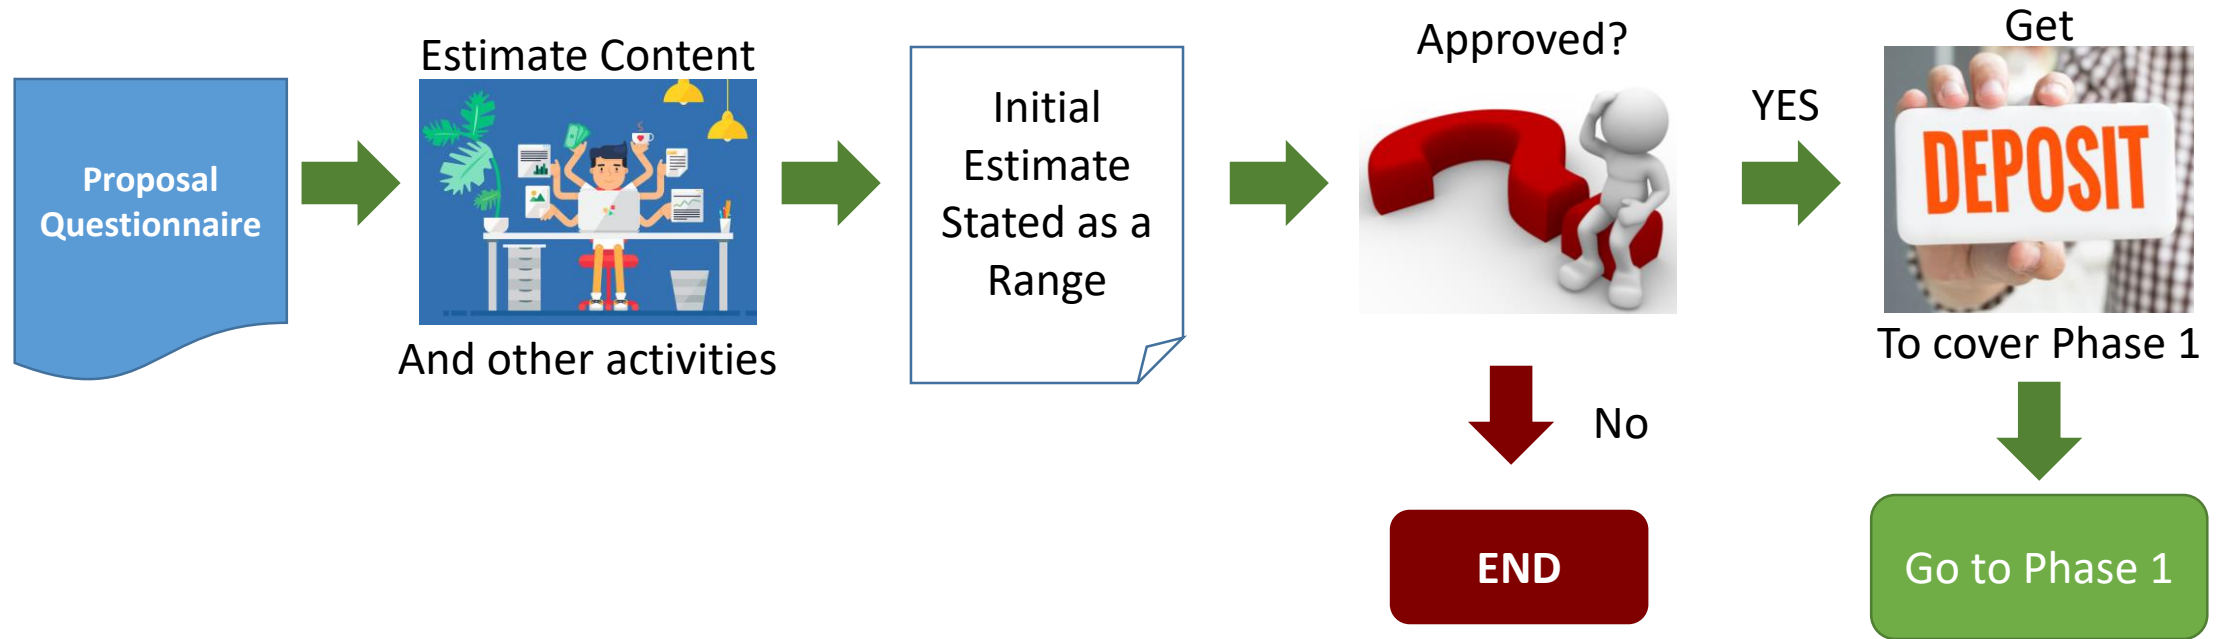 Proposal
Questionnaire
Estimate Content
And other activities
Initial
Estimate
Stated as a
Range
Approved?
YES
No
END
Get
DEPOSIT
To cover Phase 1
Go to Phase 1